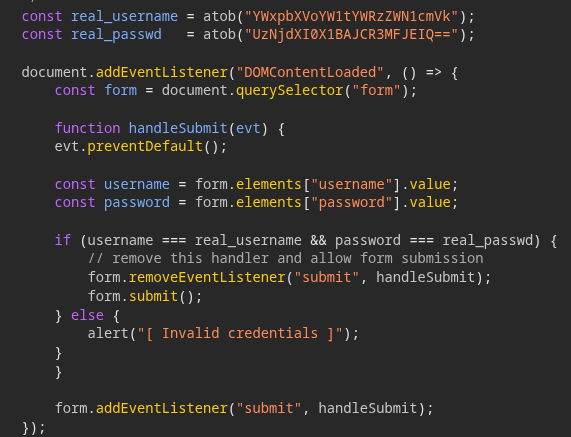 const real_username = atob("YWxpbXVoYW1tYWRzZWN1cmVk");
const real_passwd   = atob("UzNjdXI0X1BAJCR3MFJEIQ==");
document.addEventListener("DOMContentLoaded", () => {
const form = document.querySelector("form");
function handleSubmit(evt) {
evt.preventDefault();
const username = form.elements["username"].value;
const password = form.elements["password"].value;
if (username === real_username && password === real_passwd) {
// remove this handler and allow form submission
form.removeEventListener("submit", handleSubmit);
form.submit();
} else {
alert("[ Invalid credentials ]");
}
}
form.addEventListener("submit", handleSubmit);
});